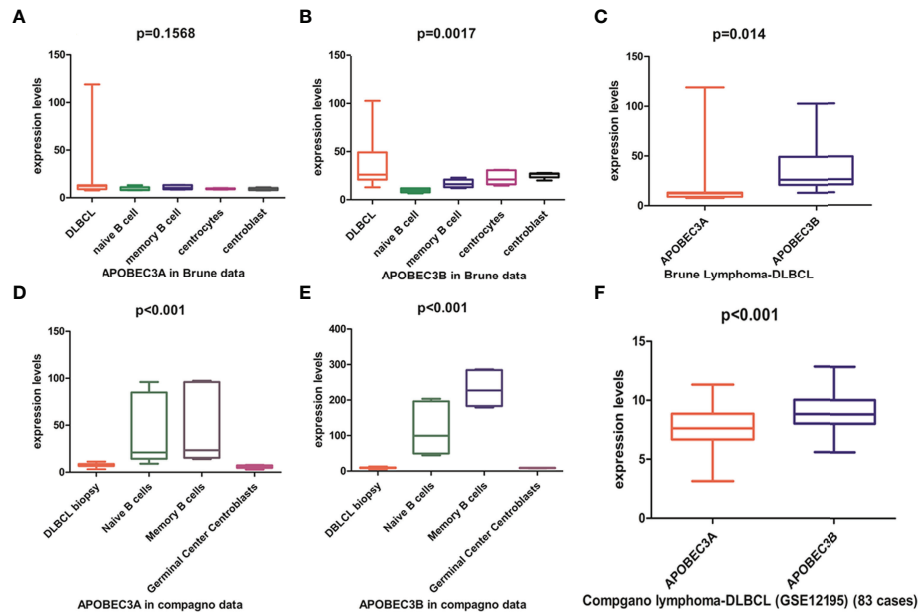 A
p=0.1568
expression levels
150
100
50
0
DLBCL
naive B cell
memory B cell
centrocytes
centroblast
APOBEC3A in Brune data
B
p=0.0017
expression levels
150
100
50
0
DLBCL
naive B cell
memory B cell
centrocytes
centroblast
APOBEC3B in Brune data
C
p=0.014
expression levels
150
100
50
0
APOBEC3A
APOBEC3B
Brune Lymphoma-DLBCL
D
p<0.001
expression levels
150
100
50
0
DLBCL biopsy
Naive B cells
Memory B cells
Germinal Center Centroblasts
APOBEC3A in compagno data
E
p<0.001
expression levels
400
300
200
100
0
DBLCL biopsy
Naive B cells
Memory B cells
Germinal Center Centroblasts
APOBEC3B in compagno data
F
p<0.001
expression levels
15
10
5
0
APOBEC3A
APOBEC3B
Compgano lymphoma-DLBCL (GSE12195) (83 cases)